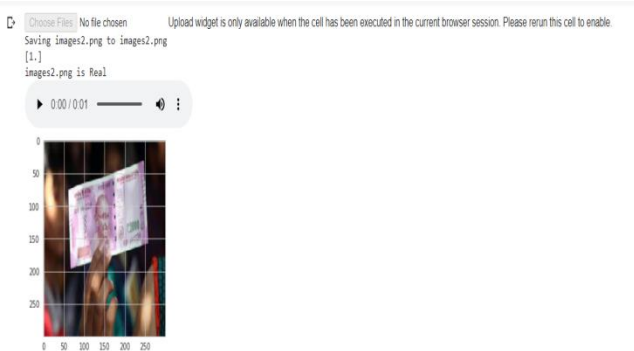 Choose Files No file chosen Upload widget is only available when the cell has been executed in the current browser session. Please rerun this cell to enable.
Saving images2.png to images2.png
[1.]
images2.png is Real
0:00 / 0:01
0
50
100
150
200
250
0 50 100 150 200 250